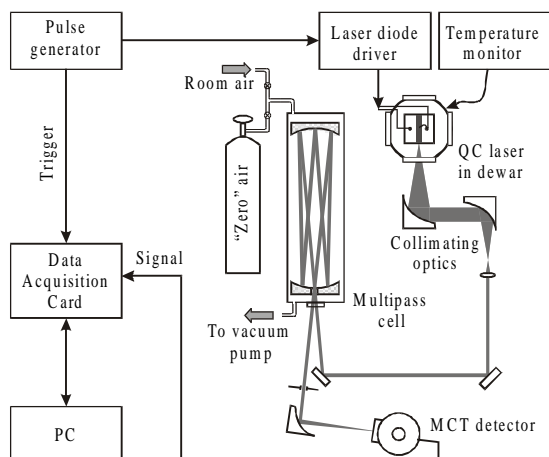 Pulse
generator
Laser diode
driver
Temperature
monitor
Room air
Trigger
"Zero" air
QC laser
in dewar
Collimating
optics
Data
Acquisition
Card
Signal
Multipass
cell
To vacuum
pump
PC
MCT detector